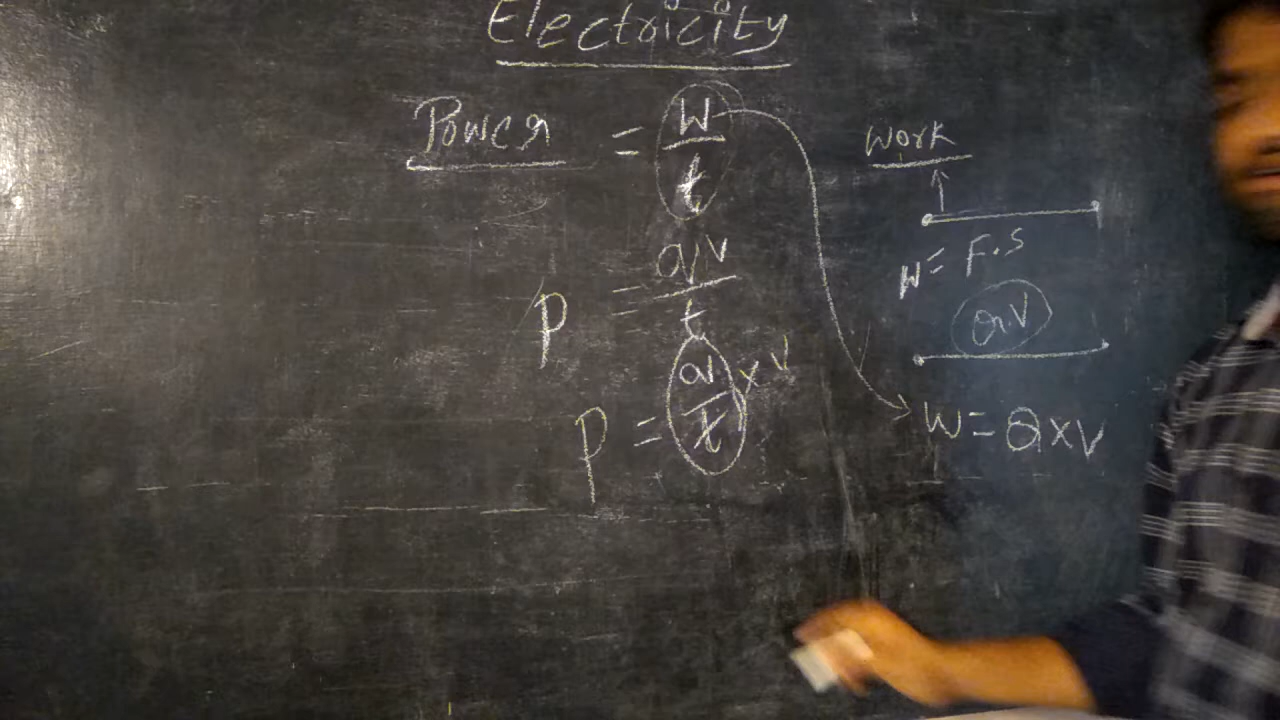 Electricity
Power = W/t
P = QV/t
P = Q/t × V
Work
W = F.S
Q.V
W = Q×V